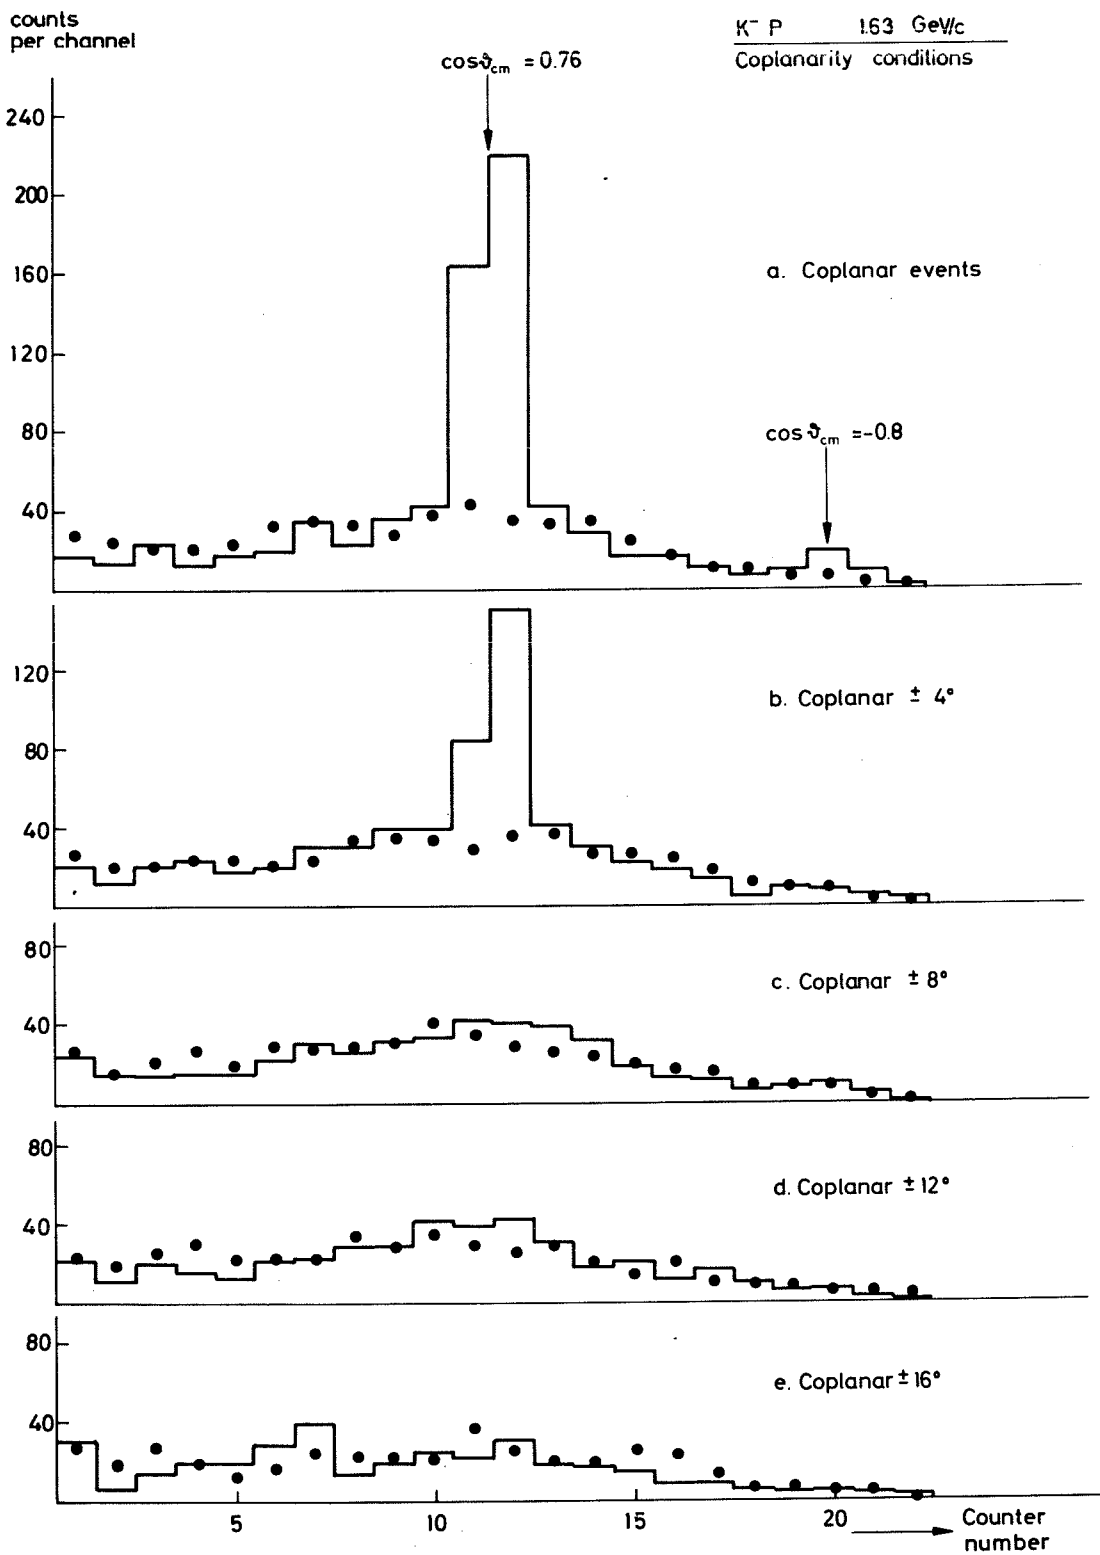 counts
per channel
K⁻ P 1.63 GeV/c
Coplanarity conditions
cosϑcm = 0.76
240
200
160
120
80
40
a. Coplanar events
cosϑcm = -0.8
120
80
40
b. Coplanar ± 4°
80
40
c. Coplanar ± 8°
80
40
d. Coplanar ± 12°
80
40
e. Coplanar ± 16°
5
10
15
20
Counter
number